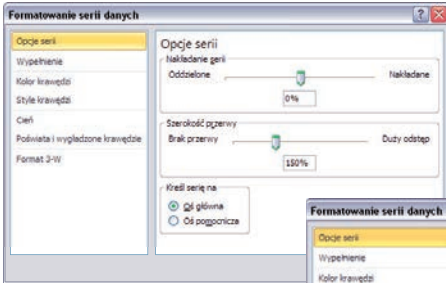 Formatowanie serii danych
Opcje serii
Wypełnienie
Kolor krawędzi
Style krawędzi
Cień
Poświata i wygładzone krawędzie
Format 3-W
Opcje serii
Nakładanie serii
Oddzielone Nakładane
0%
Szerokość przerwy
Brak przerwy Duży odstęp
150%
Kreśl serię na
Oś główna
Oś pomocnicza
Formatowanie serii danych
Opcje serii
Wypełnienie
Kolor krawędzi